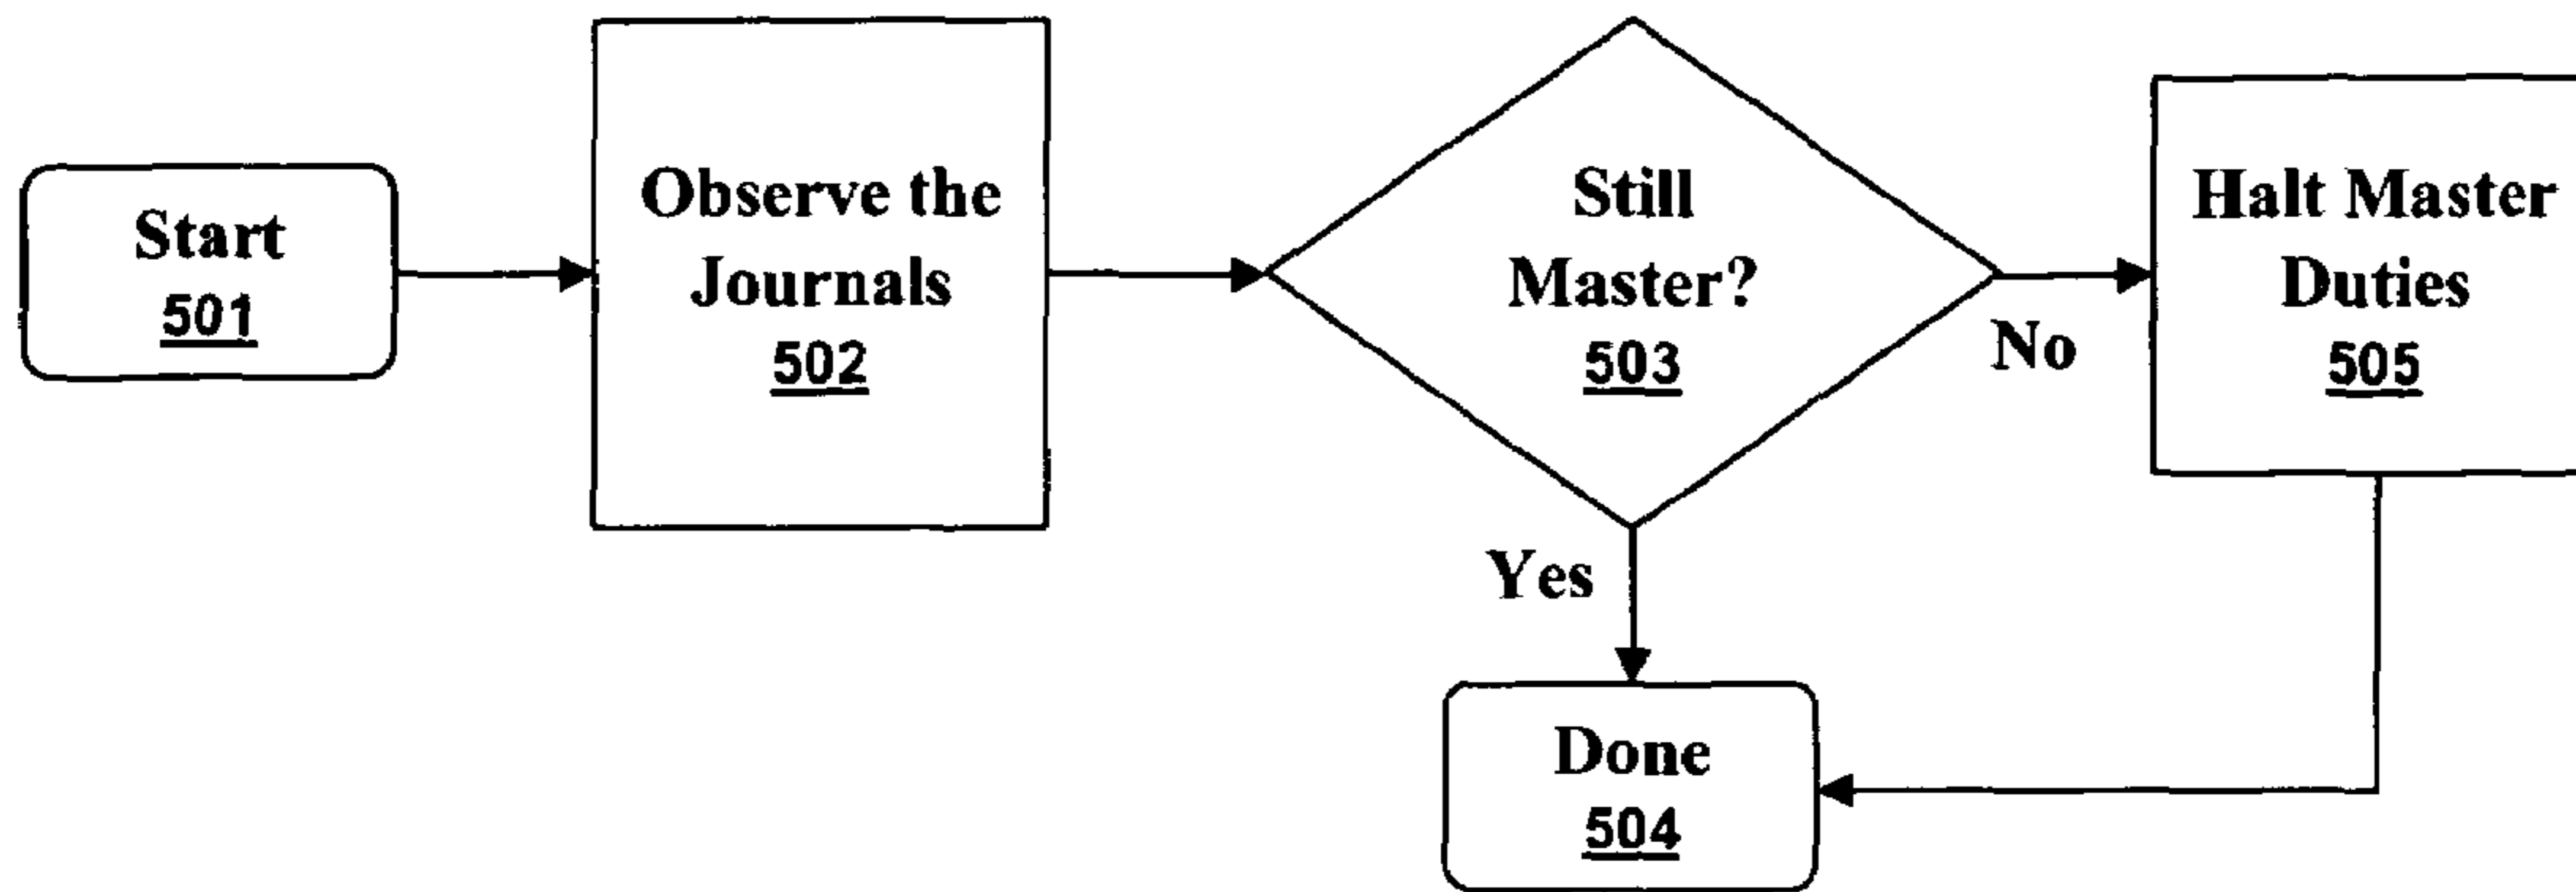 Start
501
Observe the
Journals
502
Still
Master?
503
No
Halt Master
Duties
505
Yes
Done
504